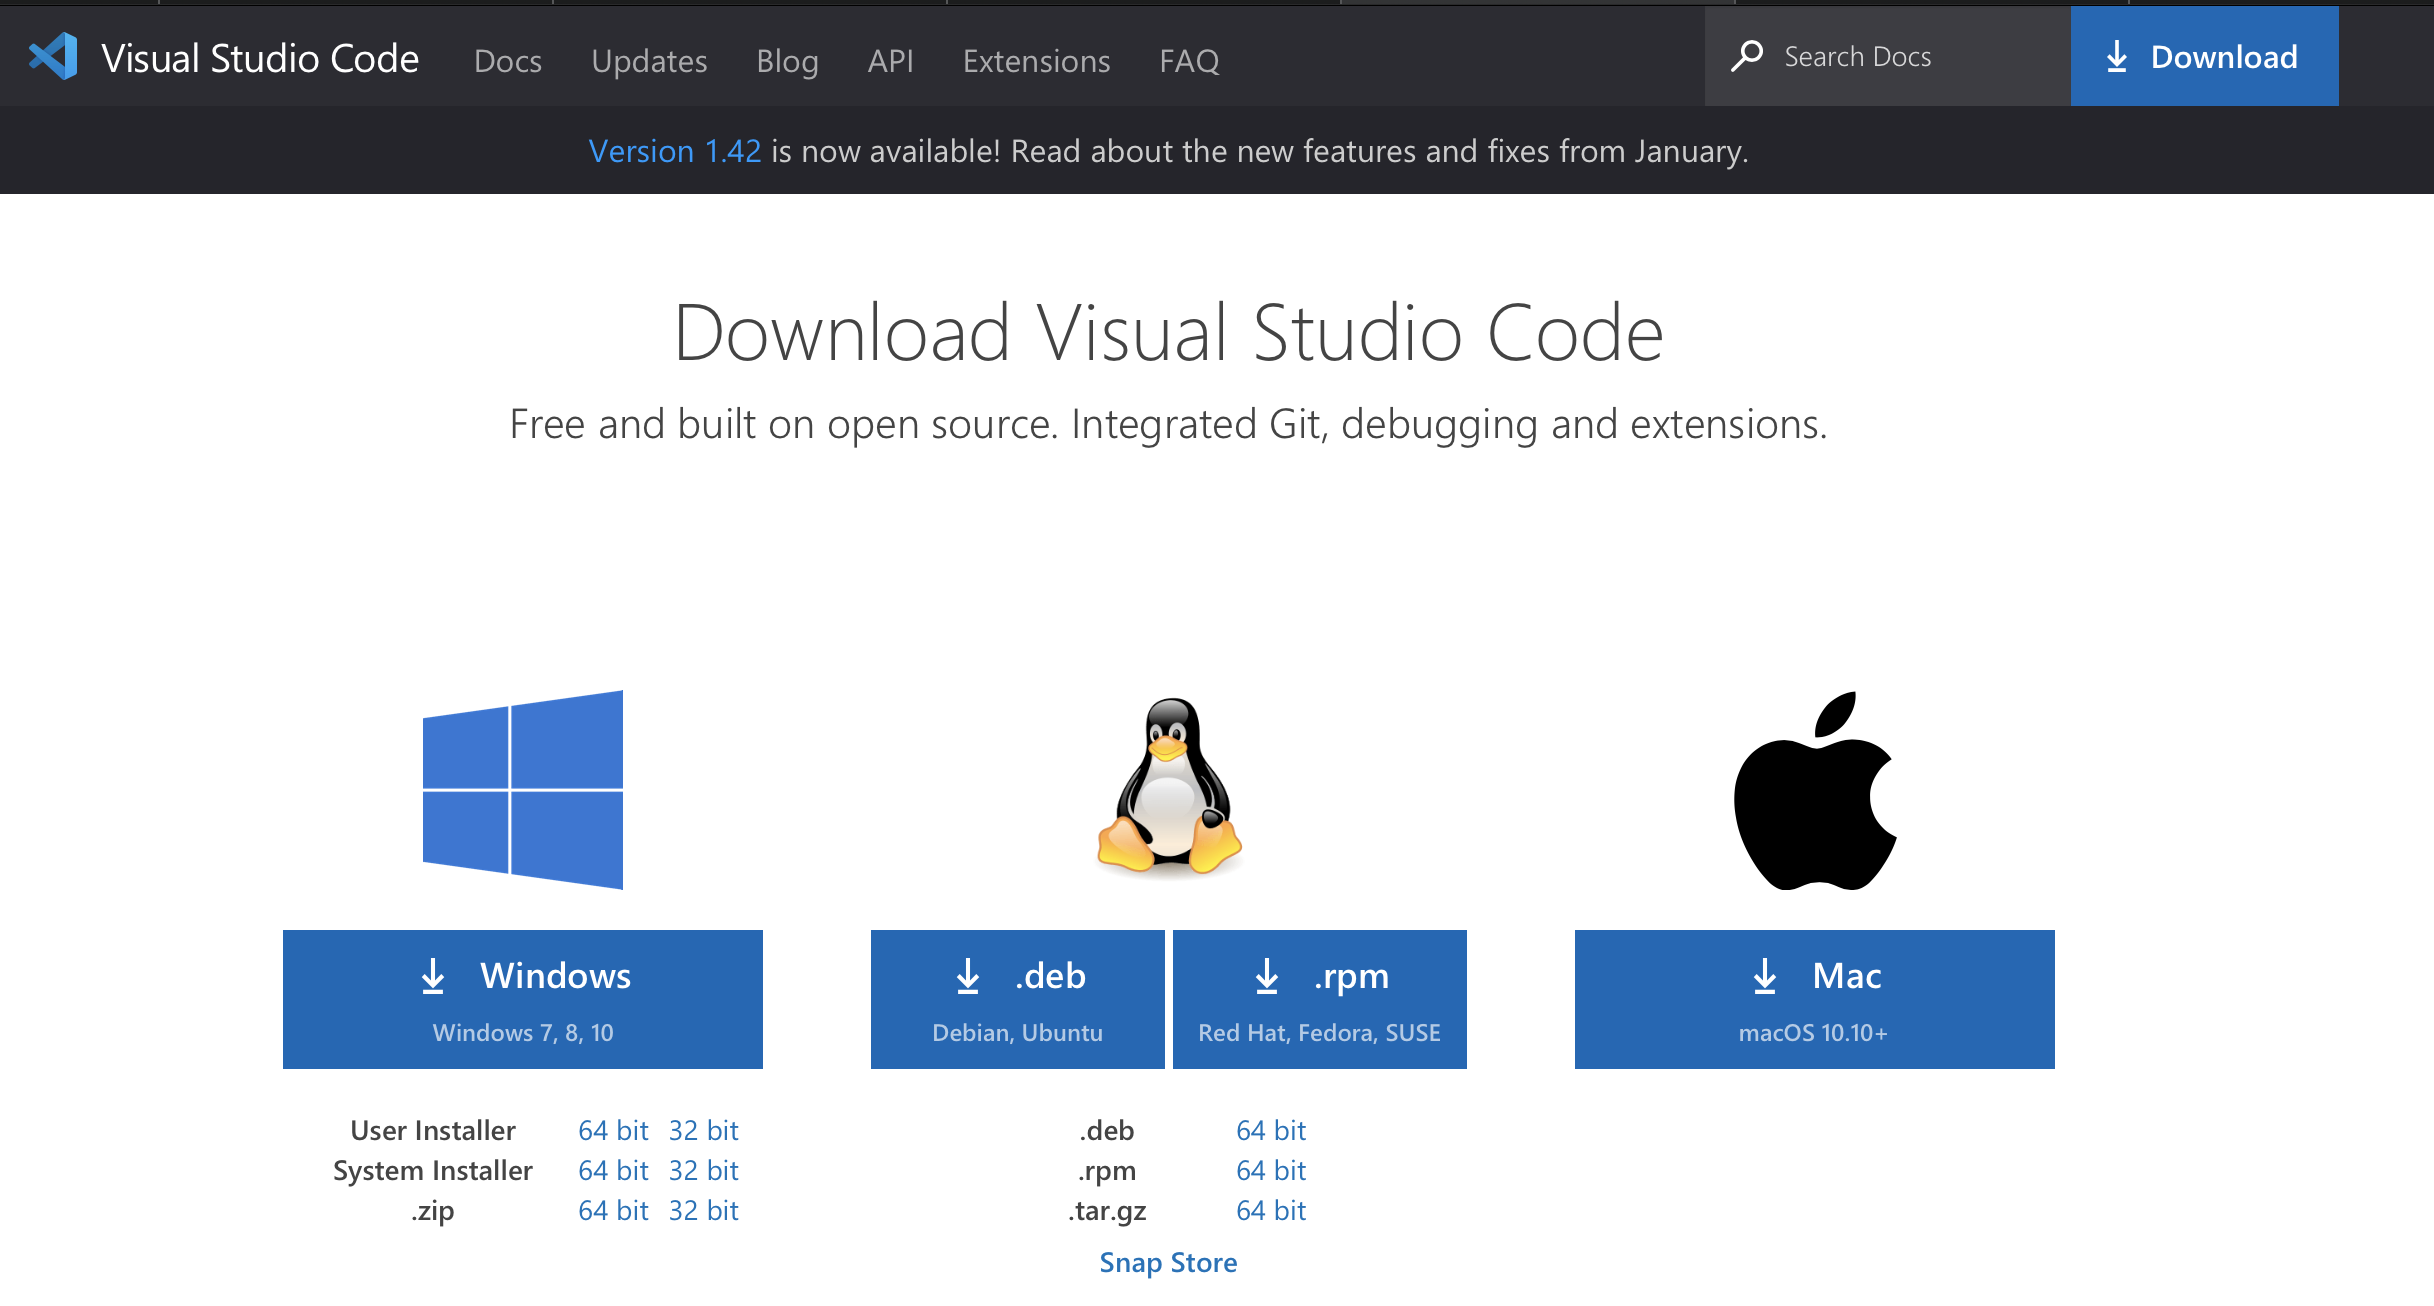 Visual Studio Code Docs Updates Blog API Extensions FAQ Search Docs Download
Version 1.42 is now available! Read about the new features and fixes from January.
Download Visual Studio Code
Free and built on open source. Integrated Git, debugging and extensions.
Windows
Windows 7, 8, 10
User Installer 64 bit 32 bit
System Installer 64 bit 32 bit
.zip 64 bit 32 bit
.deb
Debian, Ubuntu
.rpm
Red Hat, Fedora, SUSE
.deb 64 bit
.rpm 64 bit
.tar.gz 64 bit
Snap Store
Mac
macOS 10.10+